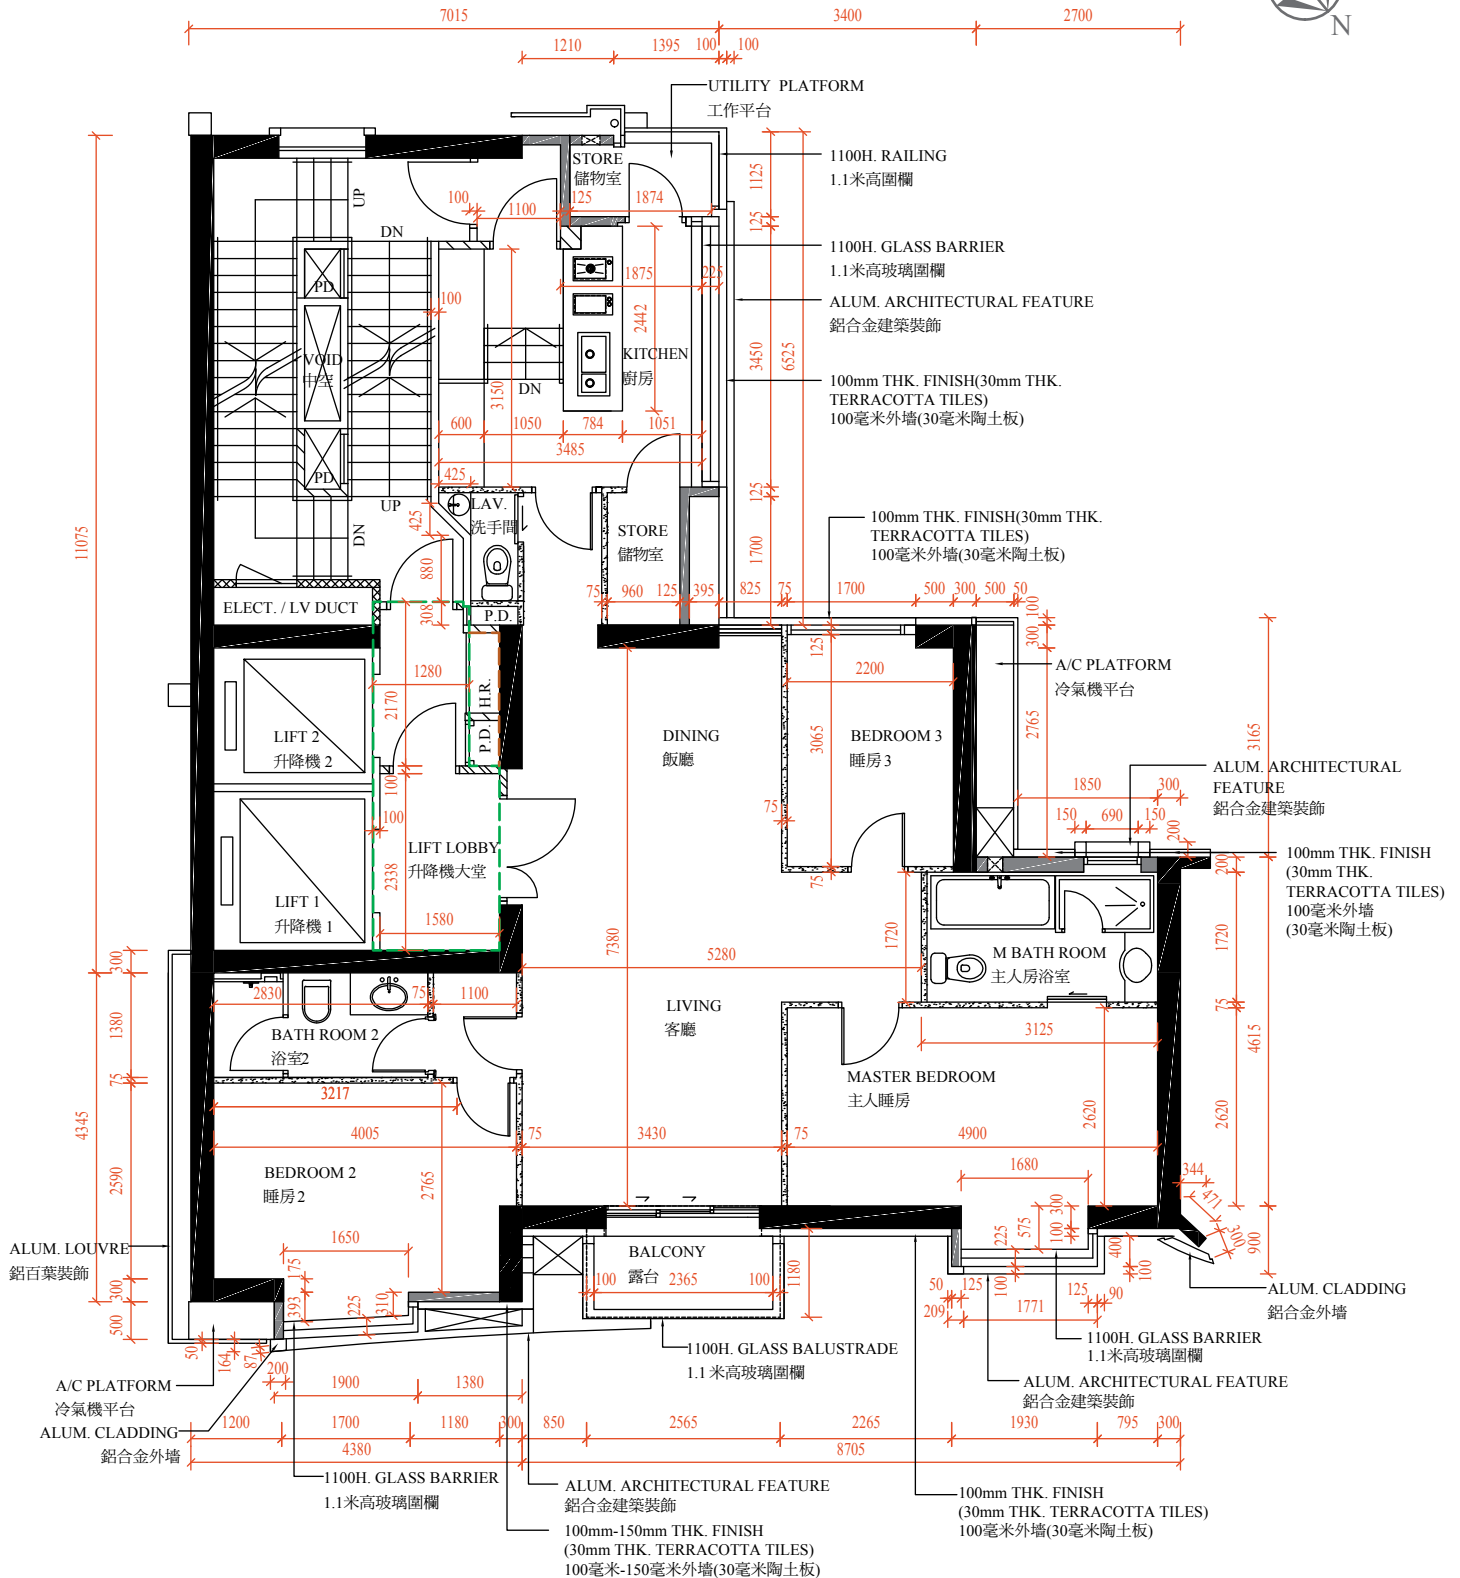 7015
3400
2700
N
1210
1395
100
100
UTILITY PLATFORM
工作平台
STORE
儲物室
1100H. RAILING
1.1米高圍欄
1125
125
UP
100
1100
125
1874
DN
1100H. GLASS BARRIER
1.1米高玻璃圍欄
PD
1875
225
ALUM. ARCHITECTURAL FEATURE
鋁合金建築裝飾
100
2442
VOID
中空
KITCHEN
廚房
3450
6525
DN
3150
100mm THK. FINISH(30mm THK.
TERRACOTTA TILES)
100毫米外墻(30毫米陶土板)
600
1050
784
1051
3485
PD
425
125
UP
DN
LAV.
洗手間
425
STORE
儲物室
100mm THK. FINISH(30mm THK.
TERRACOTTA TILES)
100毫米外墻(30毫米陶土板)
11075
1700
880
75
960
125
395
825
75
1700
500
300
500
50
ELECT. / LV DUCT
308
P.D.
100
300
125
1280
2200
A/C PLATFORM
冷氣機平台
H.R.
2170
LIFT 2
升降機 2
P.D.
DINING
飯廳
3065
BEDROOM 3
睡房 3
2765
3165
ALUM. ARCHITECTURAL
FEATURE
鋁合金建築裝飾
100
1850
300
100
75
150
690
150
200
LIFT LOBBY
升降機大堂
2338
75
200
100mm THK. FINISH
(30mm THK.
TERRACOTTA TILES)
100毫米外墻
(30毫米陶土板)
LIFT 1
升降機 1
1580
7380
5280
1720
M BATH ROOM
主人房浴室
1720
300
2830
75
1100
LIVING
客廳
75
4615
1380
BATH ROOM 2
浴室2
3125
75
MASTER BEDROOM
主人睡房
3217
2620
2620
4345
4005
75
3430
75
4900
2590
BEDROOM 2
睡房 2
2765
1680
344
471
300
900
ALUM. LOUVRE
鋁百葉裝飾
1650
BALCONY
露台
1180
300
575
100
225
400
100
100
175
300
393
225
310
100
2365
100
50
125
125
90
209
1771
ALUM. CLADDING
鋁合金外墻
500
50
164
87
200
1100H. GLASS BALUSTRADE
1.1 米高玻璃圍欄
1100H. GLASS BARRIER
1.1米高玻璃圍欄
A/C PLATFORM
冷氣機平台
1900
1380
ALUM. ARCHITECTURAL FEATURE
鋁合金建築裝飾
ALUM. CLADDING
鋁合金外墻
1200
1700
1180
300
850
2565
2265
1930
795
300
4380
8705
1100H. GLASS BARRIER
1.1米高玻璃圍欄
ALUM. ARCHITECTURAL FEATURE
鋁合金建築裝飾
100mm THK. FINISH
(30mm THK. TERRACOTTA TILES)
100毫米外墻(30毫米陶土板)
100mm-150mm THK. FINISH
(30mm THK. TERRACOTTA TILES)
100毫米-150毫米外墻(30毫米陶土板)